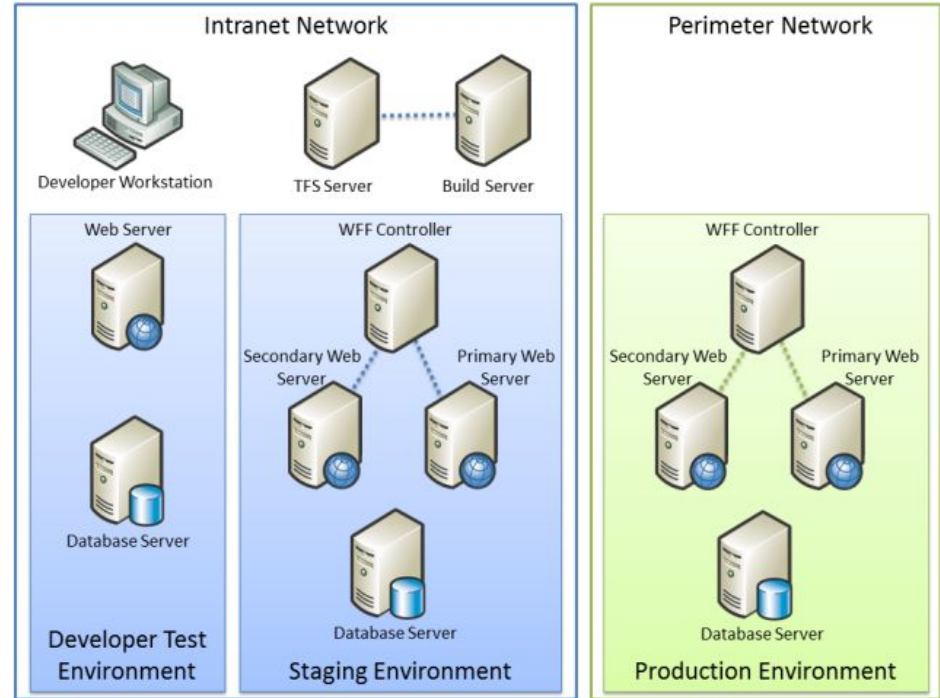 Intranet Network
Developer Workstation
TFS Server
Build Server
Web Server
Database Server
Developer Test
Environment
WFF Controller
Secondary Web
Server
Primary Web
Server
Database Server
Staging Environment
Perimeter Network
WFF Controller
Secondary Web
Server
Primary Web
Server
Database Server
Production Environment